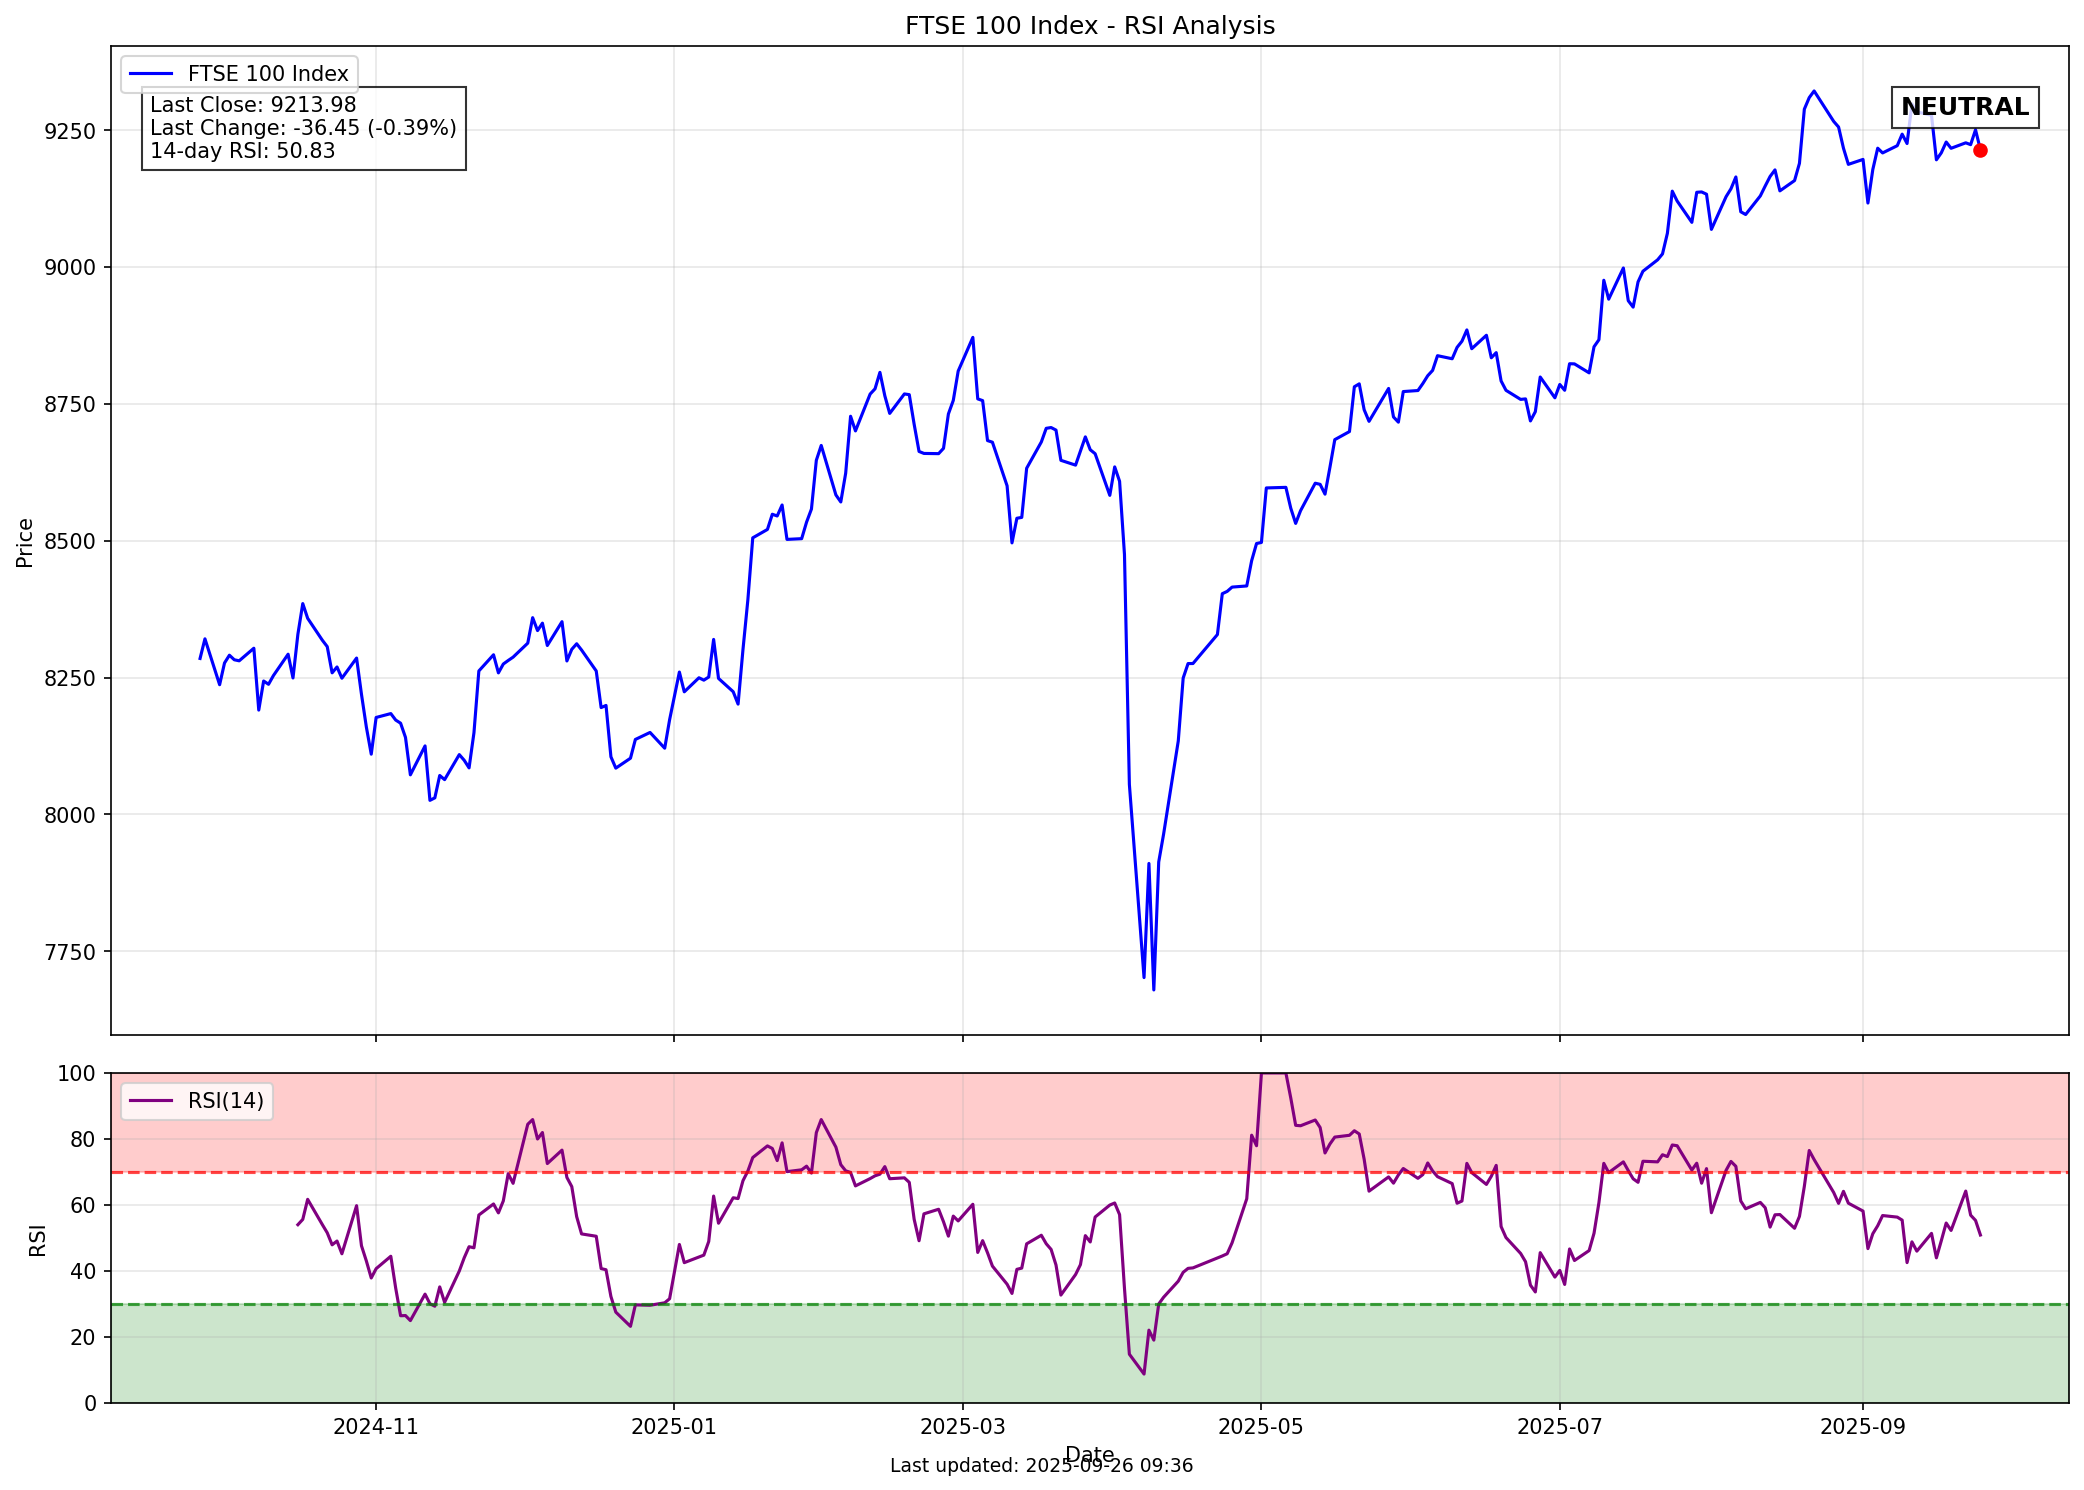 FTSE 100 Index - RSI Analysis
FTSE 100 Index
Last Close: 9213.98
Last Change: -36.45 (-0.39%)
14-day RSI: 50.83
NEUTRAL
Price
9250
9000
8750
8500
8250
8000
7750
RSI(14)
RSI
100
80
60
40
20
0
2024-11
2025-01
2025-03
2025-05
2025-07
2025-09
Date
Last updated: 2025-09-26 09:36